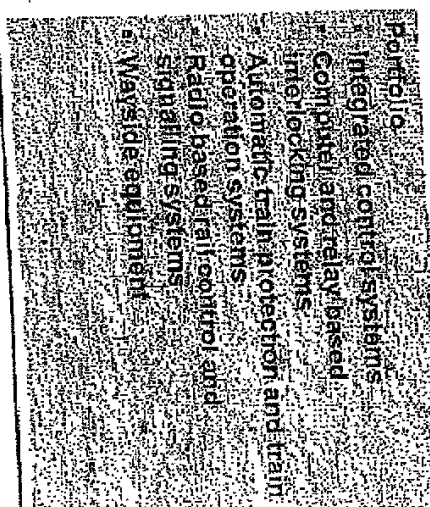 Portfolio
Integrated control systems
Computer and relay based
interlocking systems
Automatic train protection and train
operation systems
Radio based rail control and
signalling systems
Wayside equipment